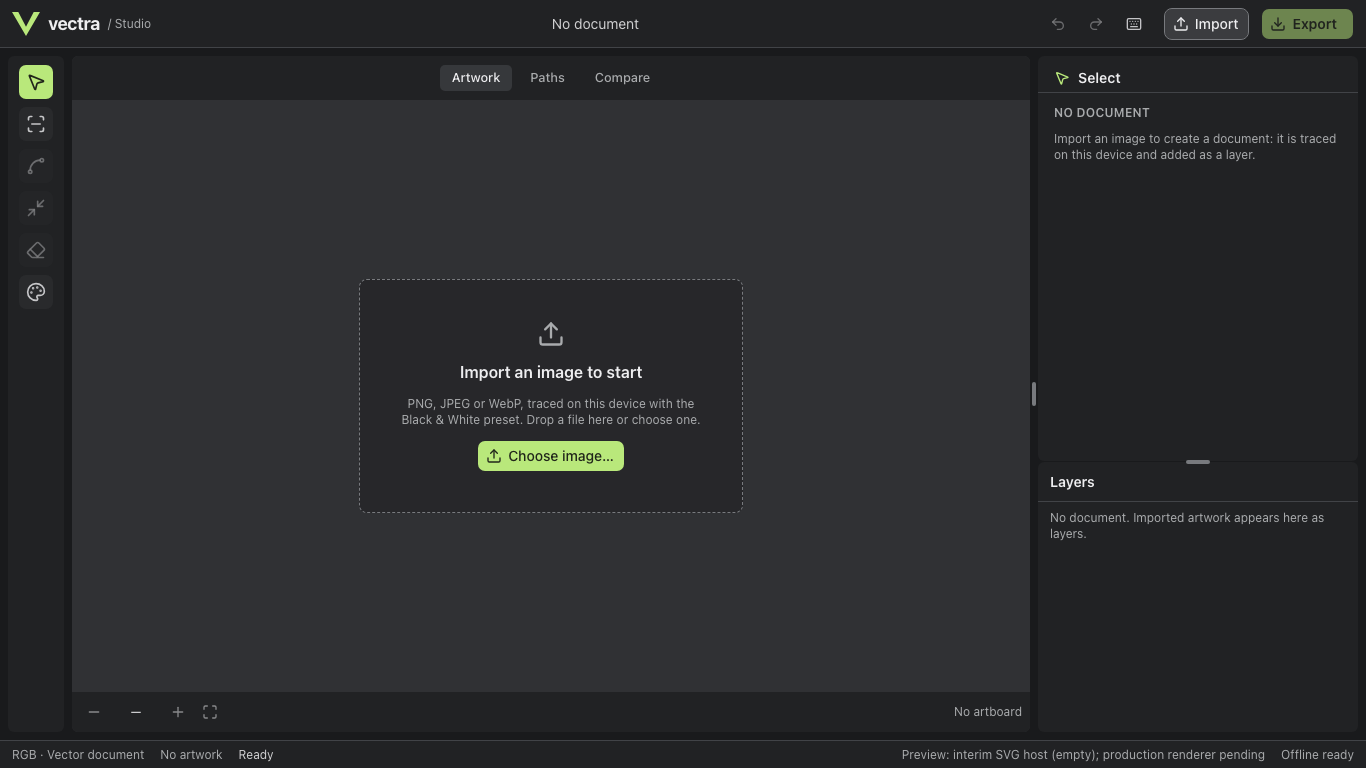 vectra / Studio
No document
Import
Export
Artwork
Paths
Compare
Select
NO DOCUMENT
Import an image to create a document: it is traced
on this device and added as a layer.
Import an image to start
PNG, JPEG or WebP, traced on this device with the
Black & White preset. Drop a file here or choose one.
Choose image...
Layers
No document. Imported artwork appears here as
layers.
No artboard
RGB · Vector document
No artwork
Ready
Preview: interim SVG host (empty); production renderer pending
Offline ready